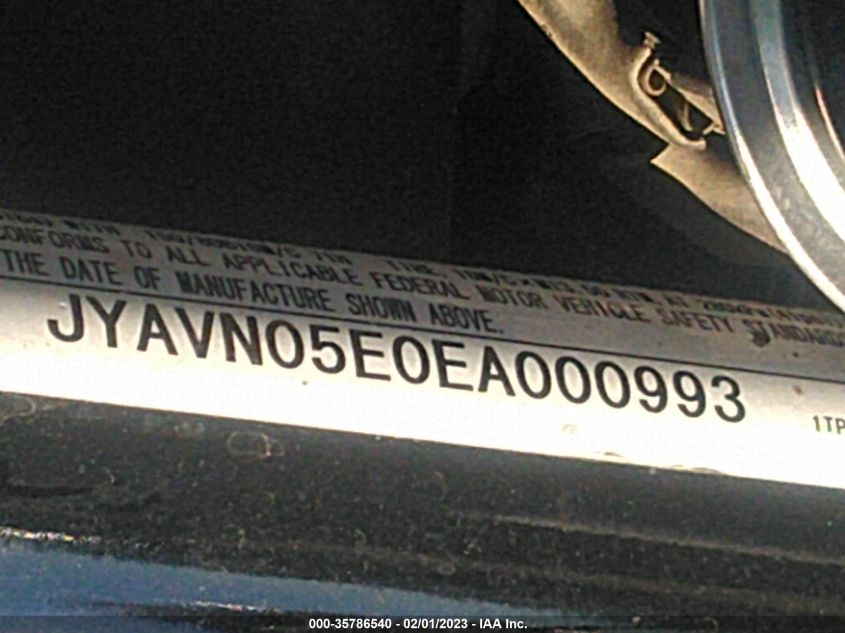 CONFORMS TO ALL APPLICABLE FEDERAL MOTOR VEHICLE SAFETY STANDARDS
THE DATE OF MANUFACTURE SHOWN ABOVE.
JYAVN05E0EA000993
1TP
000-35786540 - 02/01/2023 - IAA Inc.